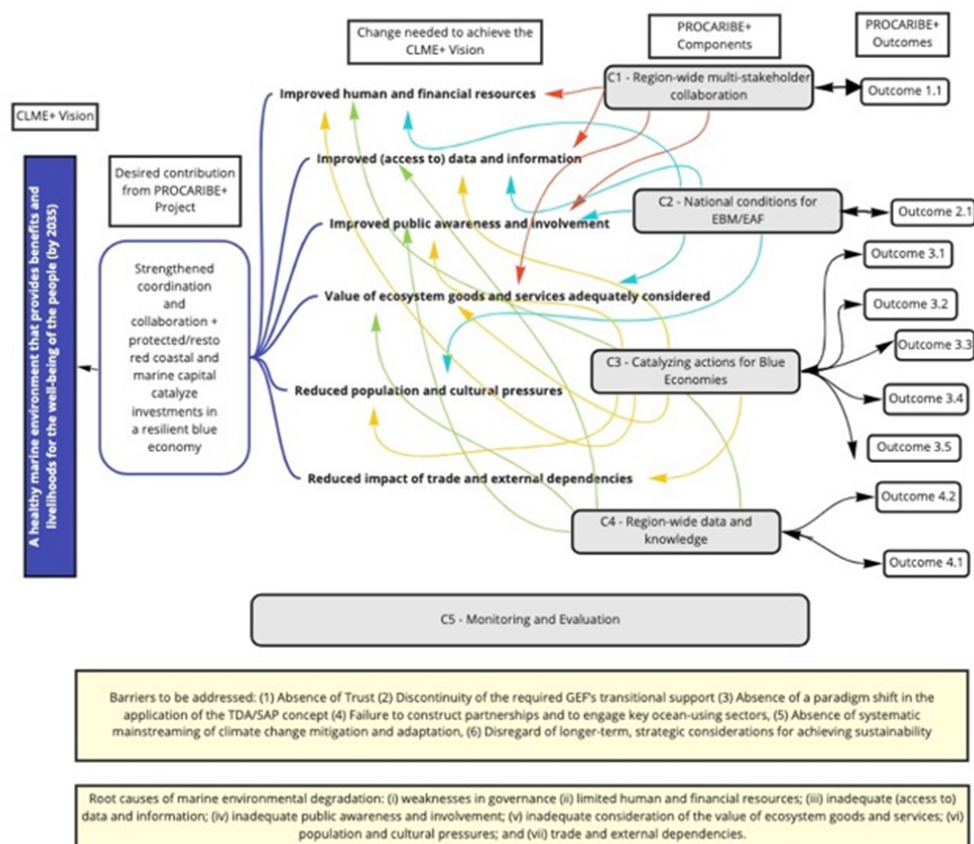 Change needed to achieve the
CLME+ Vision
PROCARIBE+
Components
PROCARIBE+
Outcomes
CLME+ Vision
Desired contribution
from PROCARIBE+
Project
A healthy marine environment that provides benefits and
livelihoods for the well-being of the people (by 2035)
Strengthened
coordination
and
collaboration +
protected/resto
red coastal and
marine capital
catalyze
investments in
a resilient blue
economy
Improved human and financial resources
Improved (access to) data and information
Improved public awareness and involvement
Value of ecosystem goods and services adequately considered
Reduced population and cultural pressures
Reduced impact of trade and external dependencies
C1 - Region-wide multi-stakeholder
collaboration
C2 - National conditions for
EBM/EAF
C3 - Catalyzing actions for Blue
Economies
C4 - Region-wide data and
knowledge
Outcome 1.1
Outcome 2.1
Outcome 3.1
Outcome 3.2
Outcome 3.3
Outcome 3.4
Outcome 3.5
Outcome 4.2
Outcome 4.1
C5 - Monitoring and Evaluation
Barriers to be addressed: (1) Absence of Trust (2) Discontinuity of the required GEF's transitional support (3) Absence of a paradigm shift in the
application of the TDA/SAP concept (4) Failure to construct partnerships and to engage key ocean-using sectors, (5) Absence of systematic
mainstreaming of climate change mitigation and adaptation, (6) Disregard of longer-term, strategic considerations for achieving sustainability
Root causes of marine environmental degradation: (i) weaknesses in governance (ii) limited human and financial resources; (iii) inadequate (access to)
data and information; (iv) inadequate public awareness and involvement; (v) inadequate consideration of the value of ecosystem goods and services; (vi)
population and cultural pressures; and (vii) trade and external dependencies.